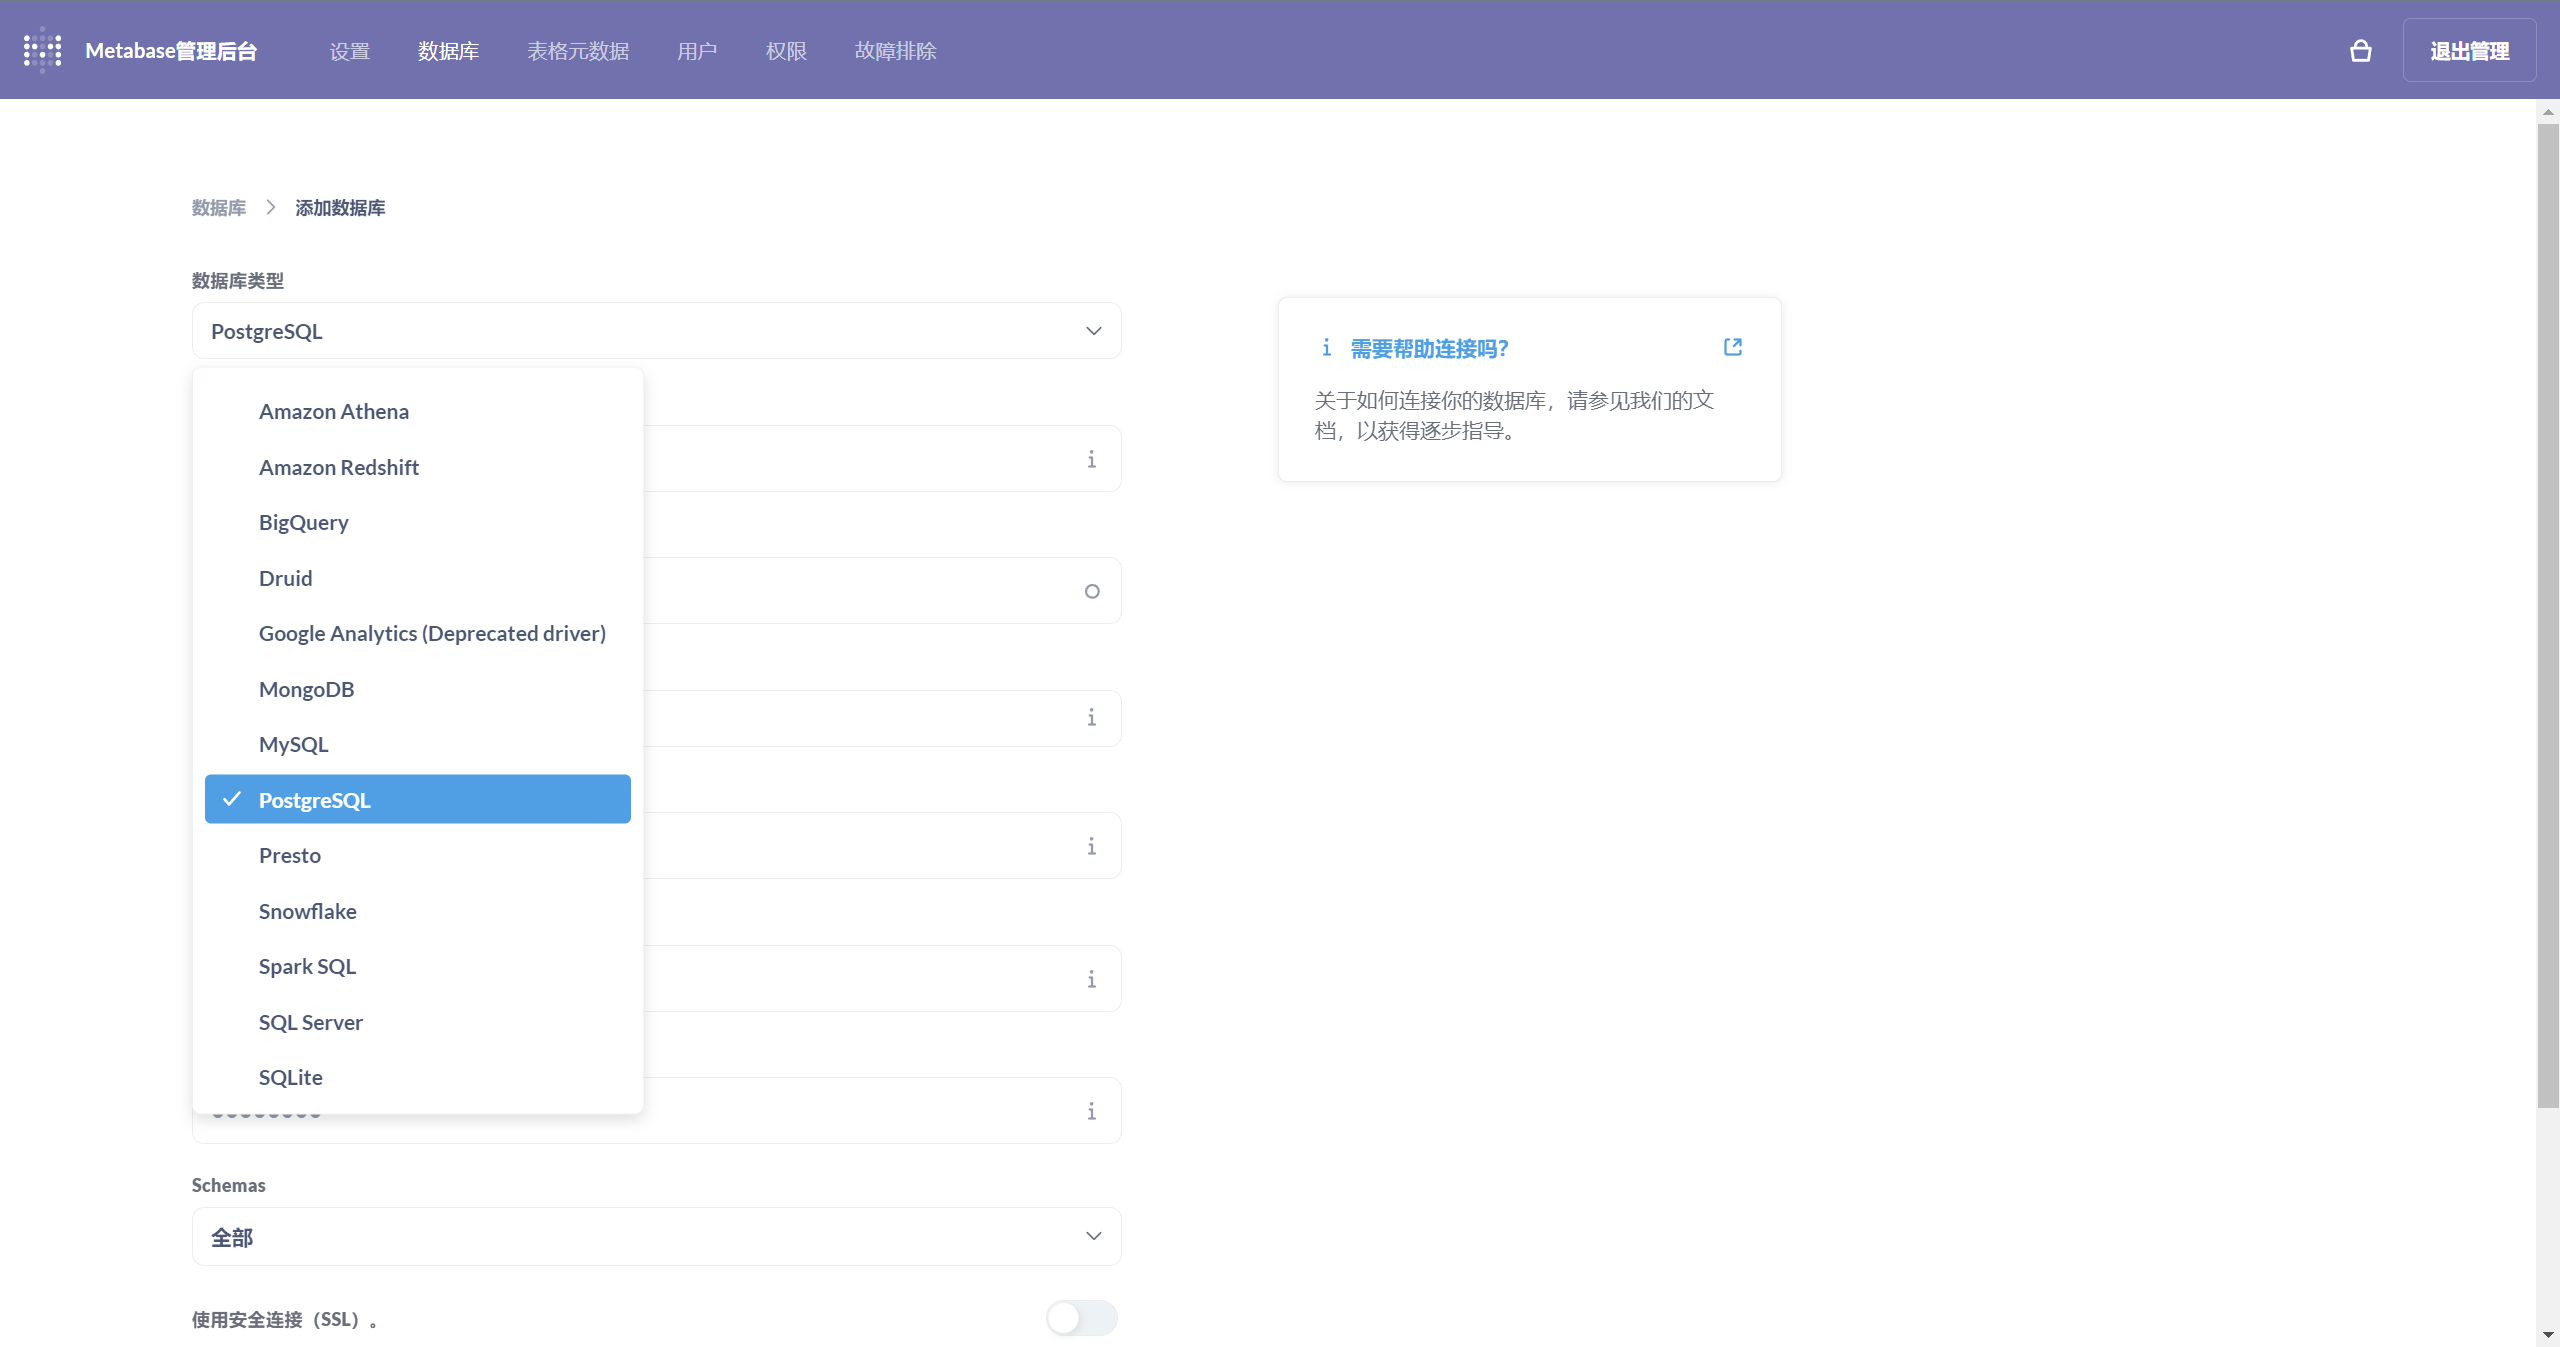 Metabase管理后台
设置
数据库
表格元数据
用户
权限
故障排除
退出管理
数据库
添加数据库
数据库类型
PostgreSQL
Amazon Athena
Amazon Redshift
BigQuery
Druid
Google Analytics (Deprecated driver)
MongoDB
MySQL
PostgreSQL
Presto
Snowflake
Spark SQL
SQL Server
SQLite
Schemas
全部
使用安全连接（SSL）。
需要帮助连接吗?
关于如何连接你的数据库，请参见我们的文
档，以获得逐步指导。